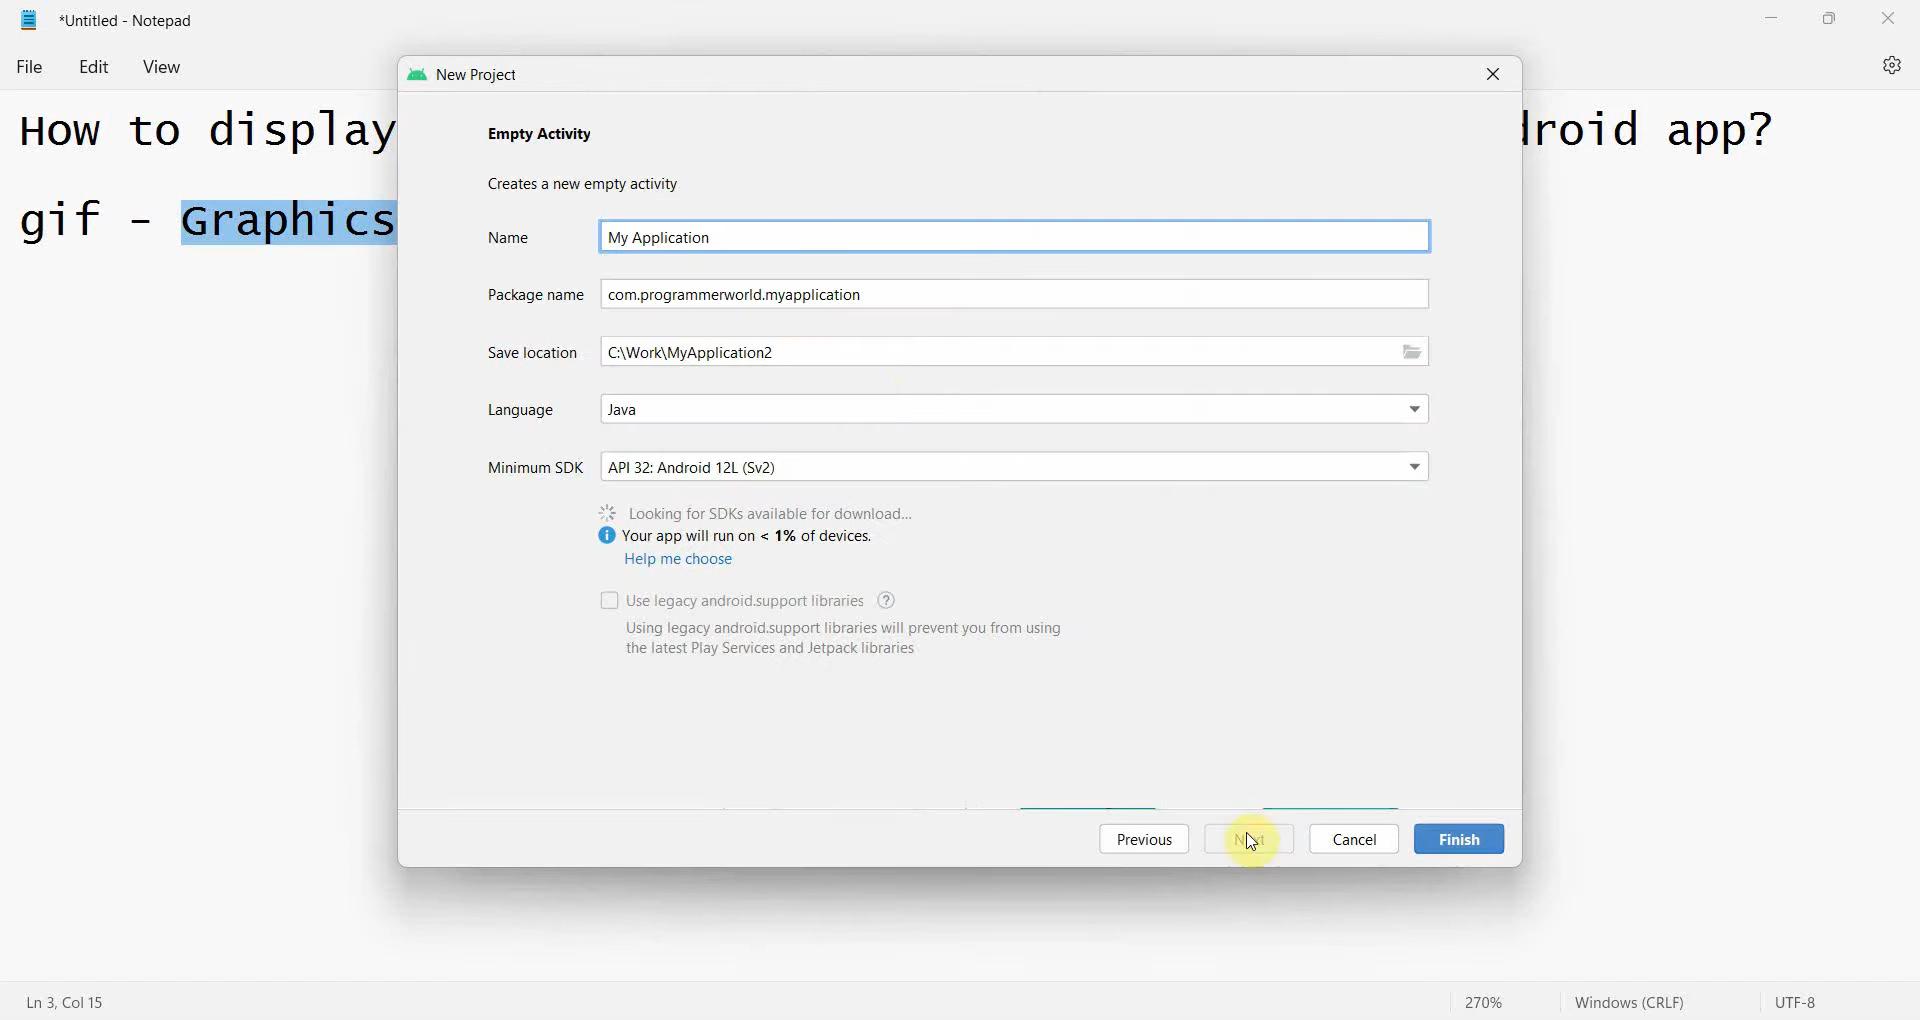 *Untitled - Notepad
File Edit View
How to display
droid app?
gif - Graphics
New Project
Empty Activity
Creates a new empty activity
Name My Application
Package name com.programmerworld.myapplication
Save location C:\Work\MyApplication2
Language Java
Minimum SDK API 32: Android 12L (Sv2)
Looking for SDKs available for download...
i Your app will run on < 1% of devices.
Help me choose
Use legacy android.support libraries ?
Using legacy android.support libraries will prevent you from using
the latest Play Services and Jetpack libraries
Previous Next Cancel Finish
Ln 3, Col 15 270% Windows (CRLF) UTF-8